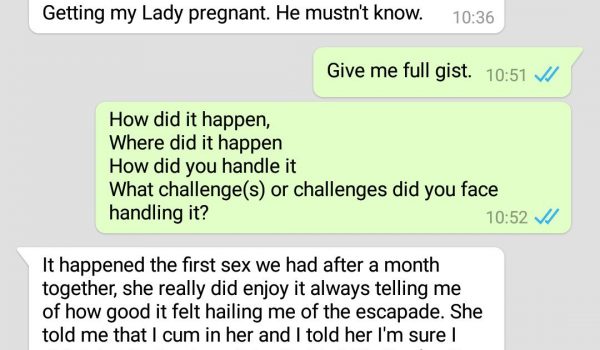 Getting my Lady pregnant. He mustn't know. 10:36
Give me full gist. 10:51
How did it happen,
Where did it happen
How did you handle it
What challenge(s) or challenges did you face
handling it? 10:52
It happened the first sex we had after a month
together, she really did enjoy it always telling me
of how good it felt hailing me of the escapade. She
told me that I cum in her and I told her I'm sure I